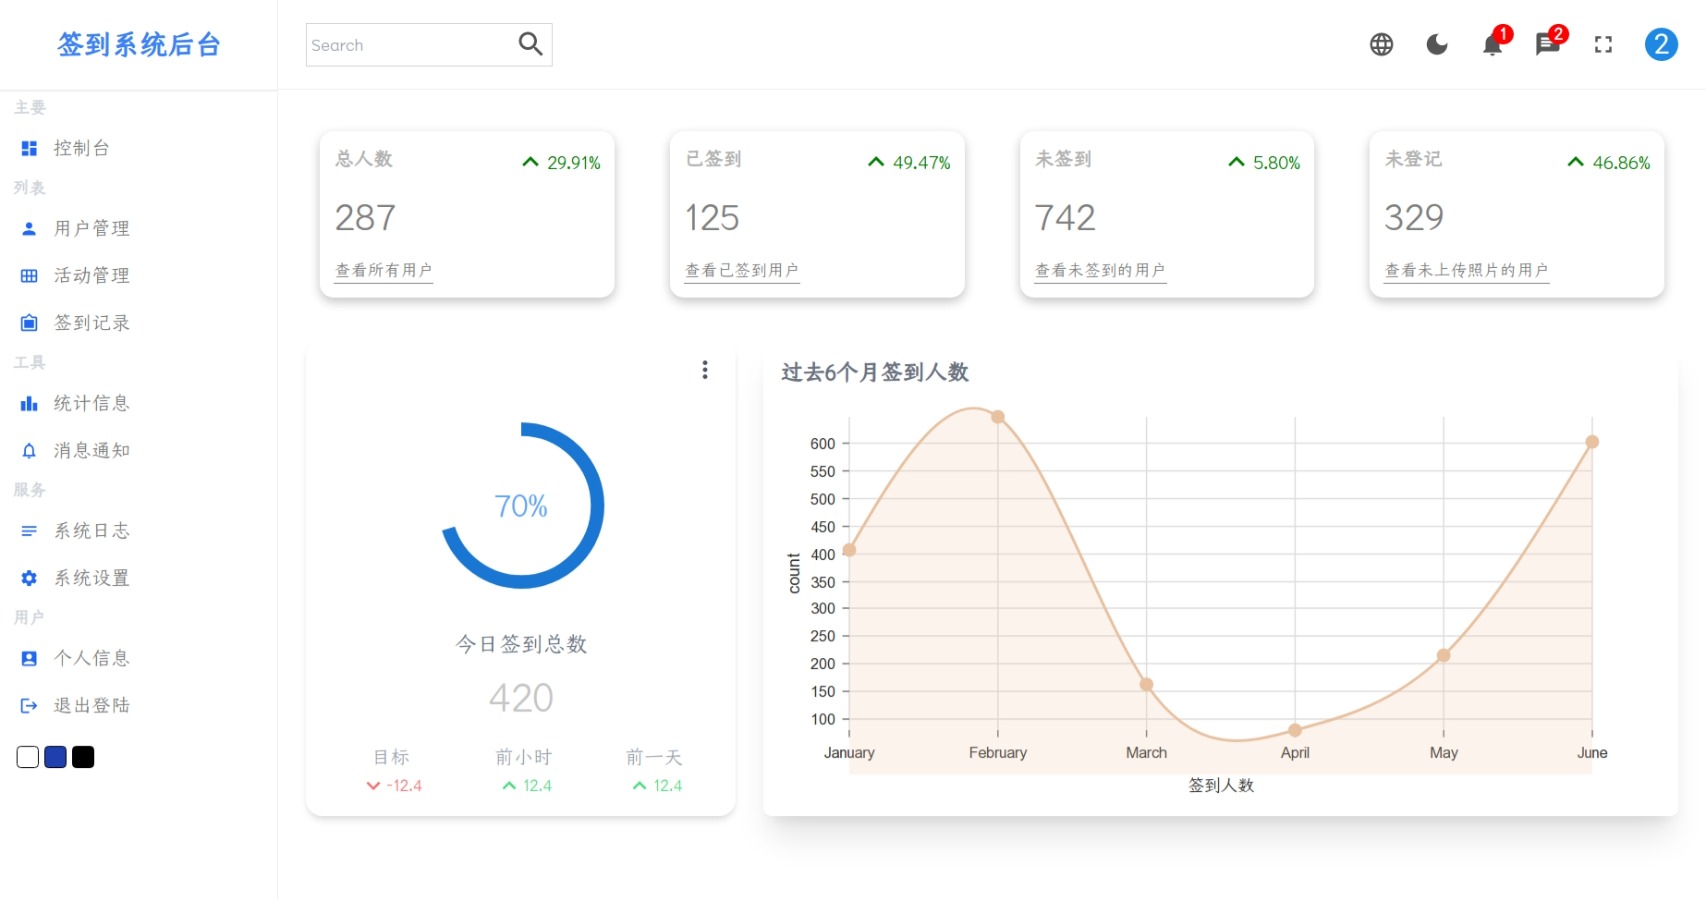 签到系统后台
Search
1
2
2
主要
控制台
列表
用户管理
活动管理
签到记录
工具
统计信息
消息通知
服务
系统日志
系统设置
用户
个人信息
退出登陆
总人数
29.91%
287
查看所有用户
已签到
49.47%
125
查看已签到用户
未签到
5.80%
742
查看未签到的用户
未登记
46.86%
329
查看未上传照片的用户
70%
今日签到总数
420
目标 前小时 前一天
-12.4 12.4 12.4
过去6个月签到人数
600
550
500
450
400
350
300
250
200
150
100
count
January February March April May June
签到人数